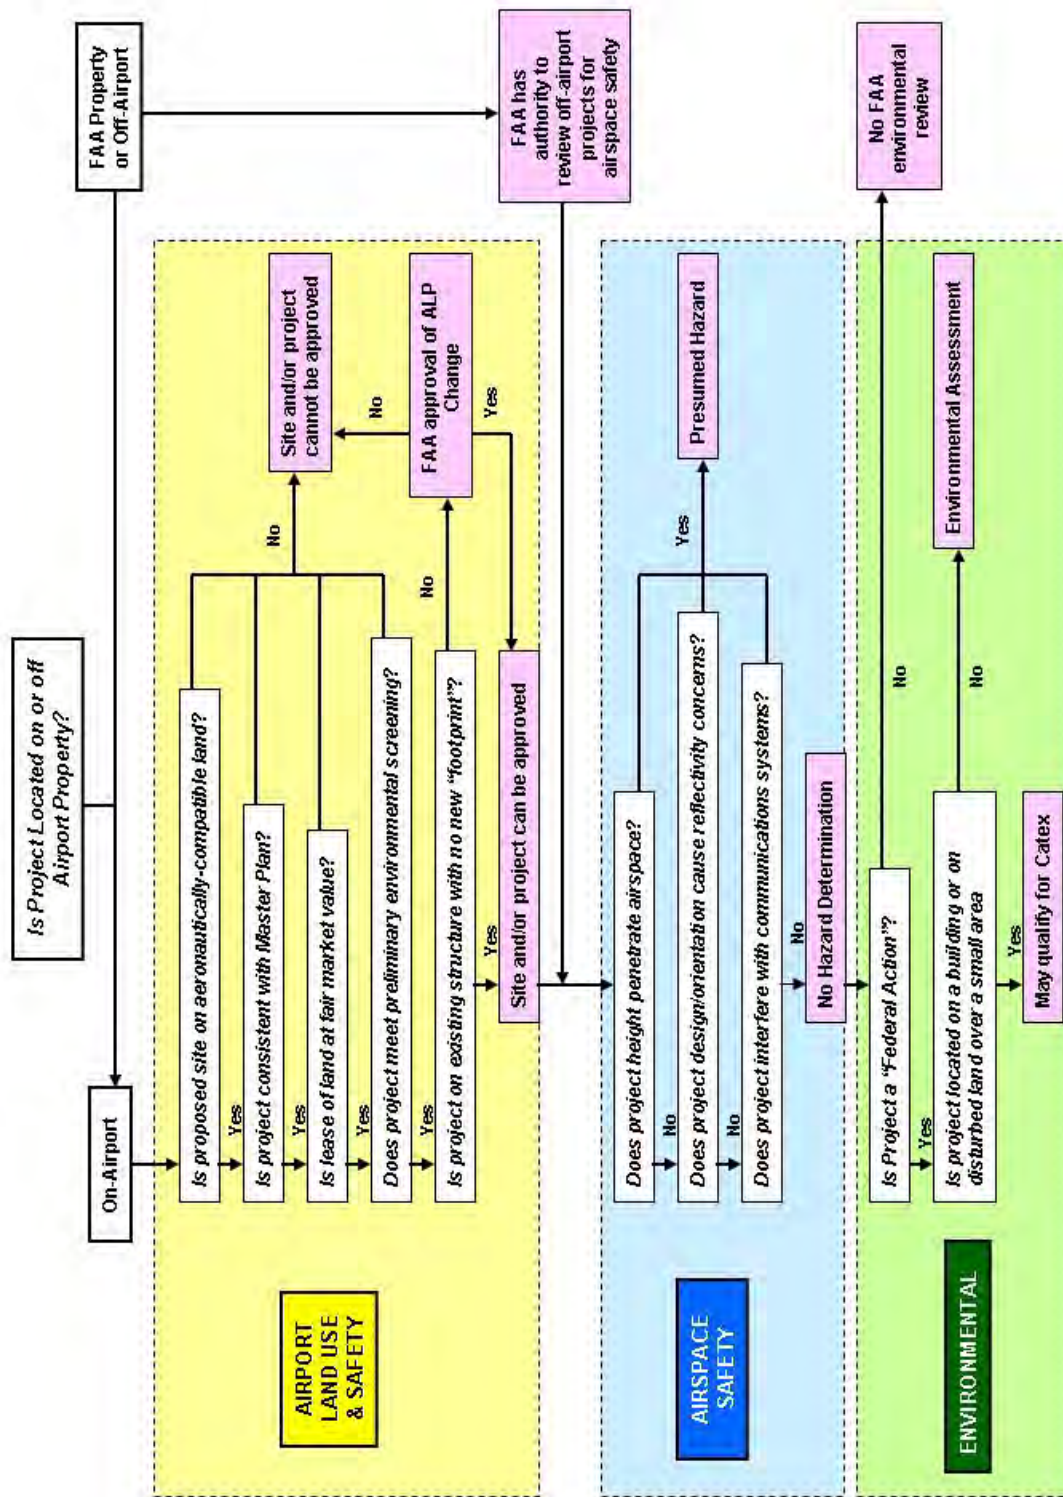 Is Project Located on or off
Airport Property?
On-Airport
FAA Property
or Off-Airport
AIRPORT
LAND USE
& SAFETY
Is proposed site on aeronautically-compatible land?
Yes
Is project consistent with Master Plan?
Yes
Is lease of land at fair market value?
Yes
Does project meet preliminary environmental screening?
Yes
Is project on existing structure with no new "footprint"?
Yes
No
Site and/or project
cannot be approved
No
No
FAA approval of ALP
Change
Yes
Site and/or project can be approved
FAA has
authority to
review off-airport
projects for
airspace safety
AIRSPACE
SAFETY
Does project height penetrate airspace?
No
Does project design/orientation cause reflectivity concerns?
No
Does project interfere with communications systems?
No
Yes
Presumed Hazard
No Hazard Determination
ENVIRONMENTAL
Is Project a "Federal Action"?
Yes
No
No FAA
environmental
review
Is project located on a building or on
disturbed land over a small area
No
Environmental Assessment
Yes
May qualify for Catex